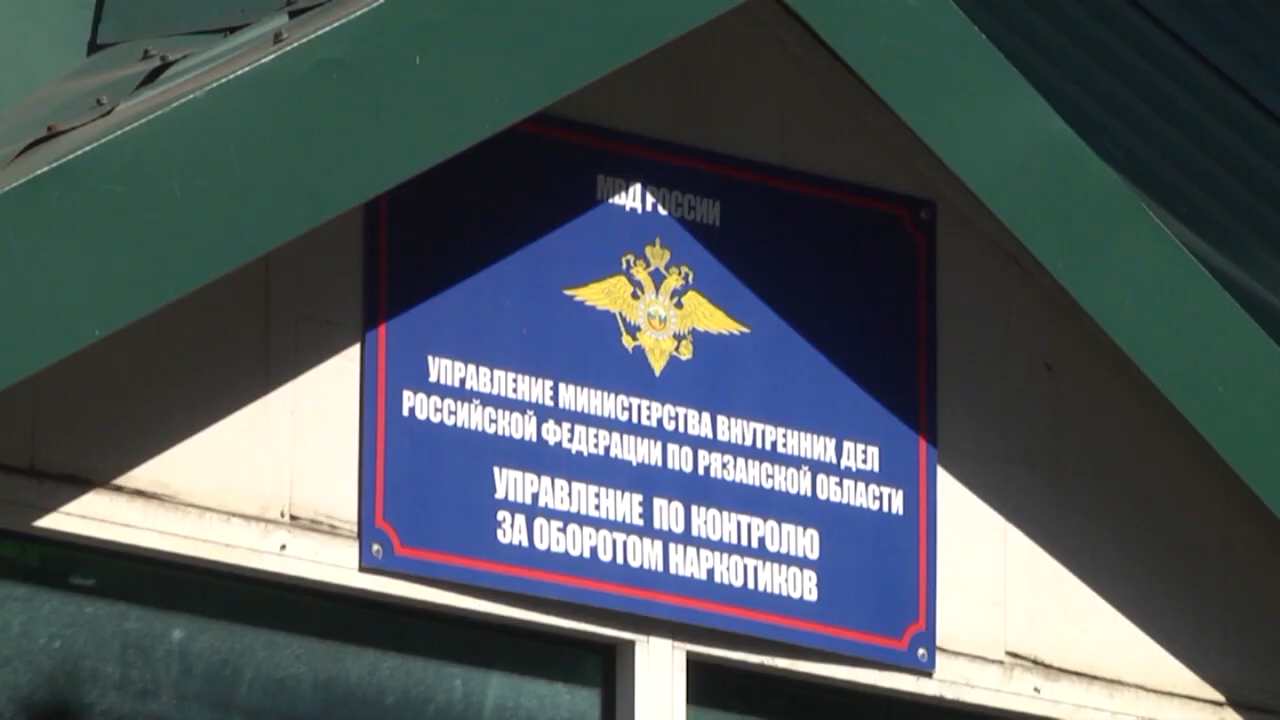 МВД РОССИИ
УПРАВЛЕНИЕ МИНИСТЕРСТВА ВНУТРЕННИХ ДЕЛ
РОССИЙСКОЙ ФЕДЕРАЦИИ ПО РЯЗАНСКОЙ ОБЛАСТИ
УПРАВЛЕНИЕ ПО КОНТРОЛЮ
ЗА ОБОРОТОМ НАРКОТИКОВ